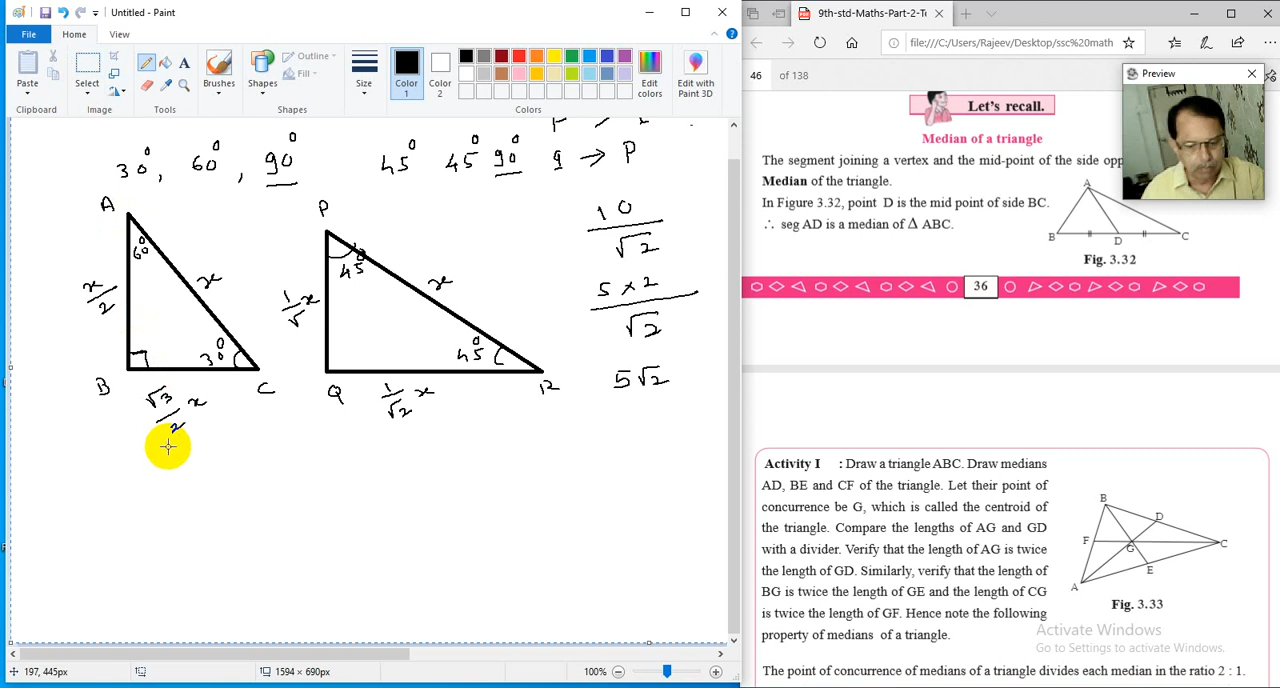 Untitled - Paint
File
Home
View
Paste
Select
Brushes
Shapes
Outline
Fill
Size
Color 1
Color 2
Edit colors
Edit with Paint 3D
Clipboard
Image
Tools
Shapes
Colors
30°, 60°, 90°
45° 45° 90° q → P
A
60°
x/2
x
30°
B
C
√3/2 x
P
45°
x
45°
Q
1/√2 x
R
10/√2
5 × 2/√2
5√2
197, 445px
1594 × 690px
100%
9th-std-Maths-Part-2-Te
file:///C:/Users/Rajeev/Desktop/ssc%20math
46 of 138
Preview
Let's recall.
Median of a triangle
The segment joining a vertex and the mid-point of the side opp
Median of the triangle.
In Figure 3.32, point D is the mid point of side BC.
∴ seg AD is a median of Δ ABC.
A
B
D
C
Fig. 3.32
36
Activity I : Draw a triangle ABC. Draw medians
AD, BE and CF of the triangle. Let their point of
concurrence be G, which is called the centroid of
the triangle. Compare the lengths of AG and GD
with a divider. Verify that the length of AG is twice
the length of GD. Similarly, verify that the length of
BG is twice the length of GE and the length of CG
is twice the length of GF. Hence note the following
property of medians of a triangle.
B
D
F
G
C
E
A
Fig. 3.33
Activate Windows
Go to Settings to activate Windows.
The point of concurrence of medians of a triangle divides each median in the ratio 2 : 1.